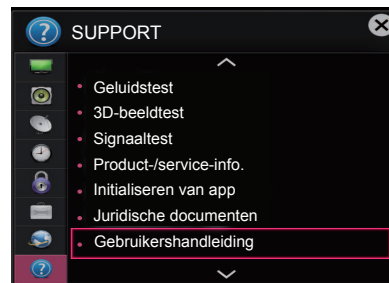 SUPPORT
Geluidstest
3D-beeldtest
Signaaltest
Product-/service-info.
Initialiseren van app
Juridische documenten
Gebruikershandleiding